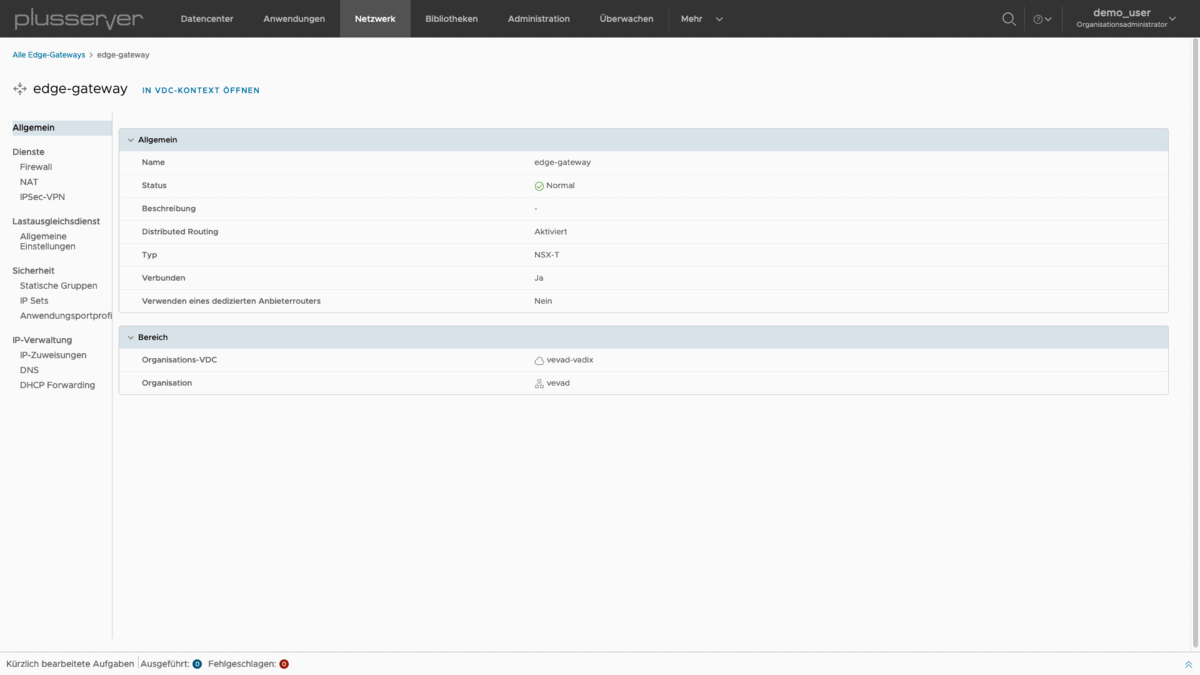 plusserver
Datencenter
Anwendungen
Netzwerk
Bibliotheken
Administration
Überwachen
Mehr
demo_user
Organisationsadministrator
Alle Edge-Gateways > edge-gateway
edge-gateway
IN VDC-KONTEXT ÖFFNEN
Allgemein
Dienste
Firewall
NAT
IPSec-VPN
Lastausgleichsdienst
Allgemeine
Einstellungen
Sicherheit
Statische Gruppen
IP Sets
Anwendungsportprofi
IP-Verwaltung
IP-Zuweisungen
DNS
DHCP Forwarding
Allgemein
Name edge-gateway
Status Normal
Beschreibung -
Distributed Routing Aktiviert
Typ NSX-T
Verbunden Ja
Verwenden eines dedizierten Anbieterrouters Nein
Bereich
Organisations-VDC vevad-vadix
Organisation vevad
Kürzlich bearbeitete Aufgaben Ausgeführt: 0 Fehlgeschlagen: 0